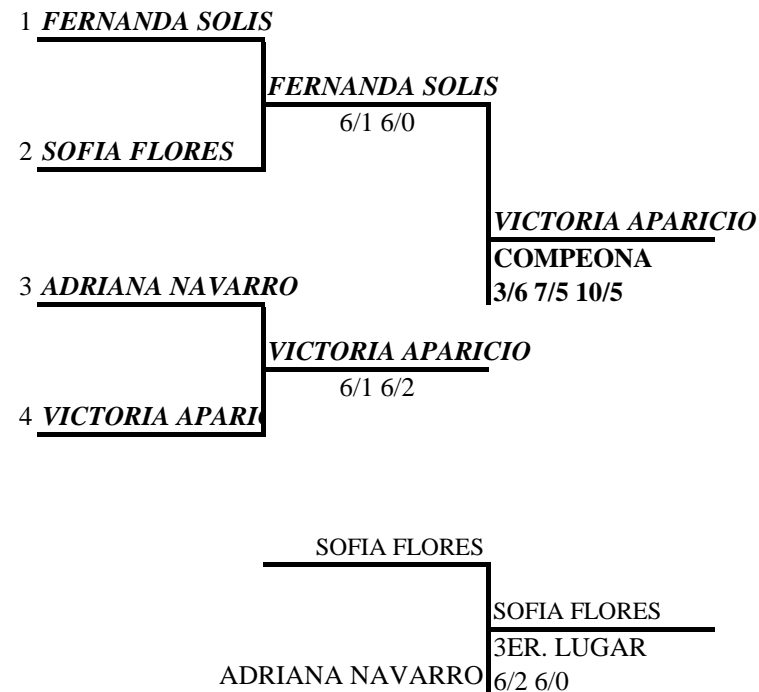 1 FERNANDA SOLIS
FERNANDA SOLIS
6/1 6/0
2 SOFIA FLORES
VICTORIA APARICIO
COMPEONA
3/6 7/5 10/5
3 ADRIANA NAVARRO
VICTORIA APARICIO
6/1 6/2
4 VICTORIA APARIC
SOFIA FLORES
SOFIA FLORES
3ER. LUGAR
ADRIANA NAVARRO 6/2 6/0